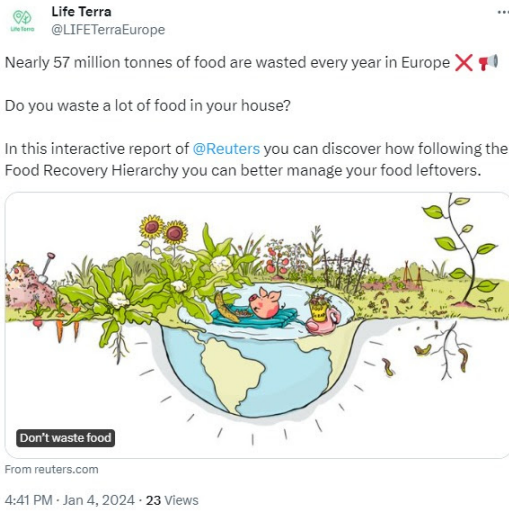 Life Terra
@LIFETerraEurope
Nearly 57 million tonnes of food are wasted every year in Europe ❌ 📢
Do you waste a lot of food in your house?
In this interactive report of @Reuters you can discover how following the
Food Recovery Hierarchy you can better manage your food leftovers.
Don't waste food
From reuters.com
4:41 PM · Jan 4, 2024 · 23 Views